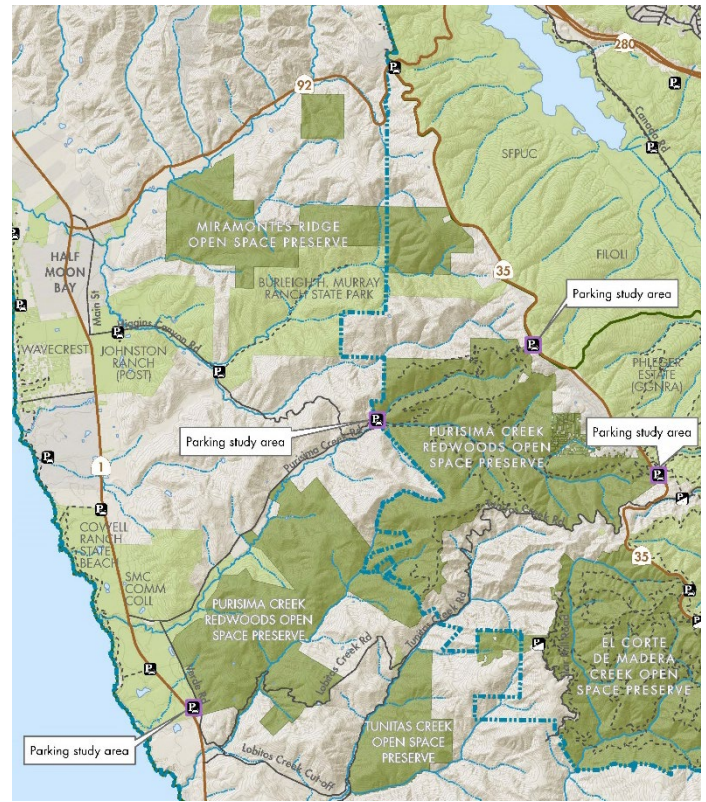 280
92
Canada Rd
SFPUC
MIRAMONTES RIDGE
OPEN SPACE PRESERVE
HALF
MOON
BAY
Main St
FILOLI
35
BURLEIGH H. MURRAY
RANCH STATE PARK
Parking study area
Higgins Canyon Rd
WAVECREST
JOHNSTON
RANCH
(POST)
PHLEGER
ESTATE
(GGNRA)
Parking study area
Parking study area
Purisima Creek Rd
PURISIMA CREEK
REDWOODS OPEN
SPACE PRESERVE
1
COWELL
RANCH
STATE
BEACH
SMC
COMM
COLL
35
PURISIMA CREEK
REDWOODS OPEN
SPACE PRESERVE
Tunitas Creek Rd
Lobitos Creek Rd
EL CORTE
DE MADERA
CREEK OPEN
SPACE PRESERVE
Parking study area
TUNITAS CREEK
OPEN SPACE
PRESERVE
Lobitos Creek Cut-off